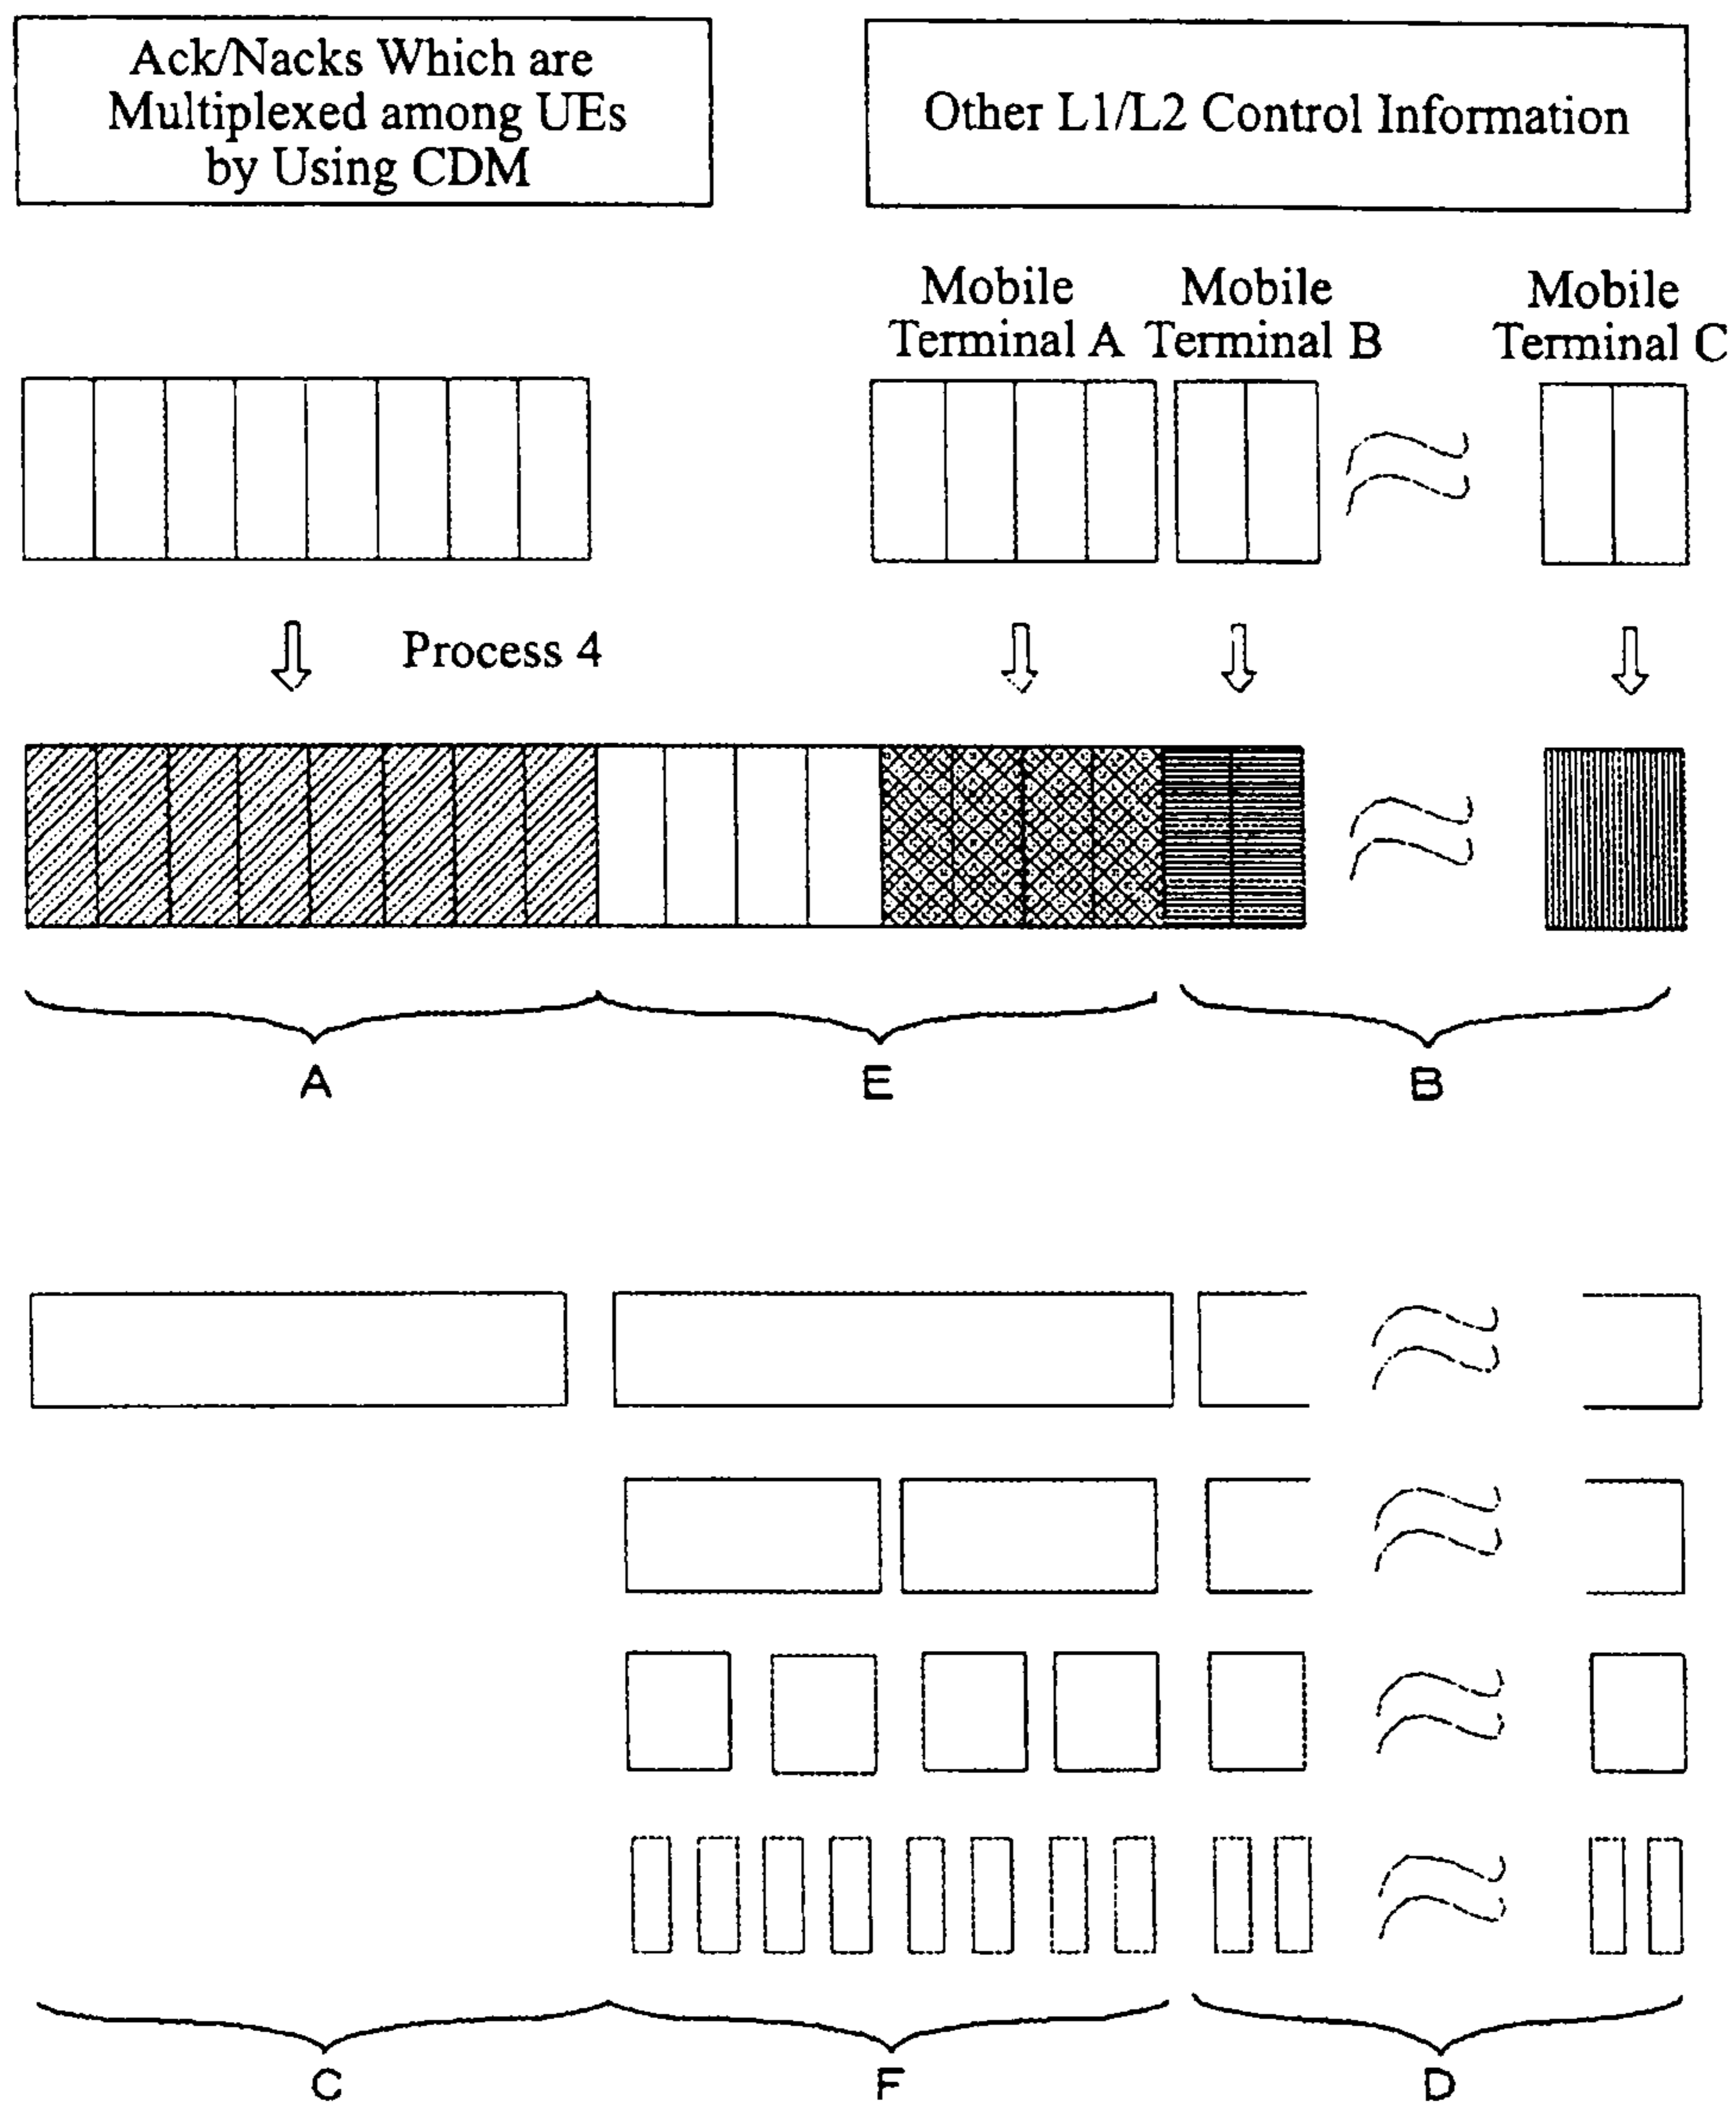 Ack/Nacks Which are
Multiplexed among UEs
by Using CDM
Other L1/L2 Control Information
Mobile
Terminal A
Mobile
Terminal B
Mobile
Terminal C
Process 4
A
E
B
C
F
D